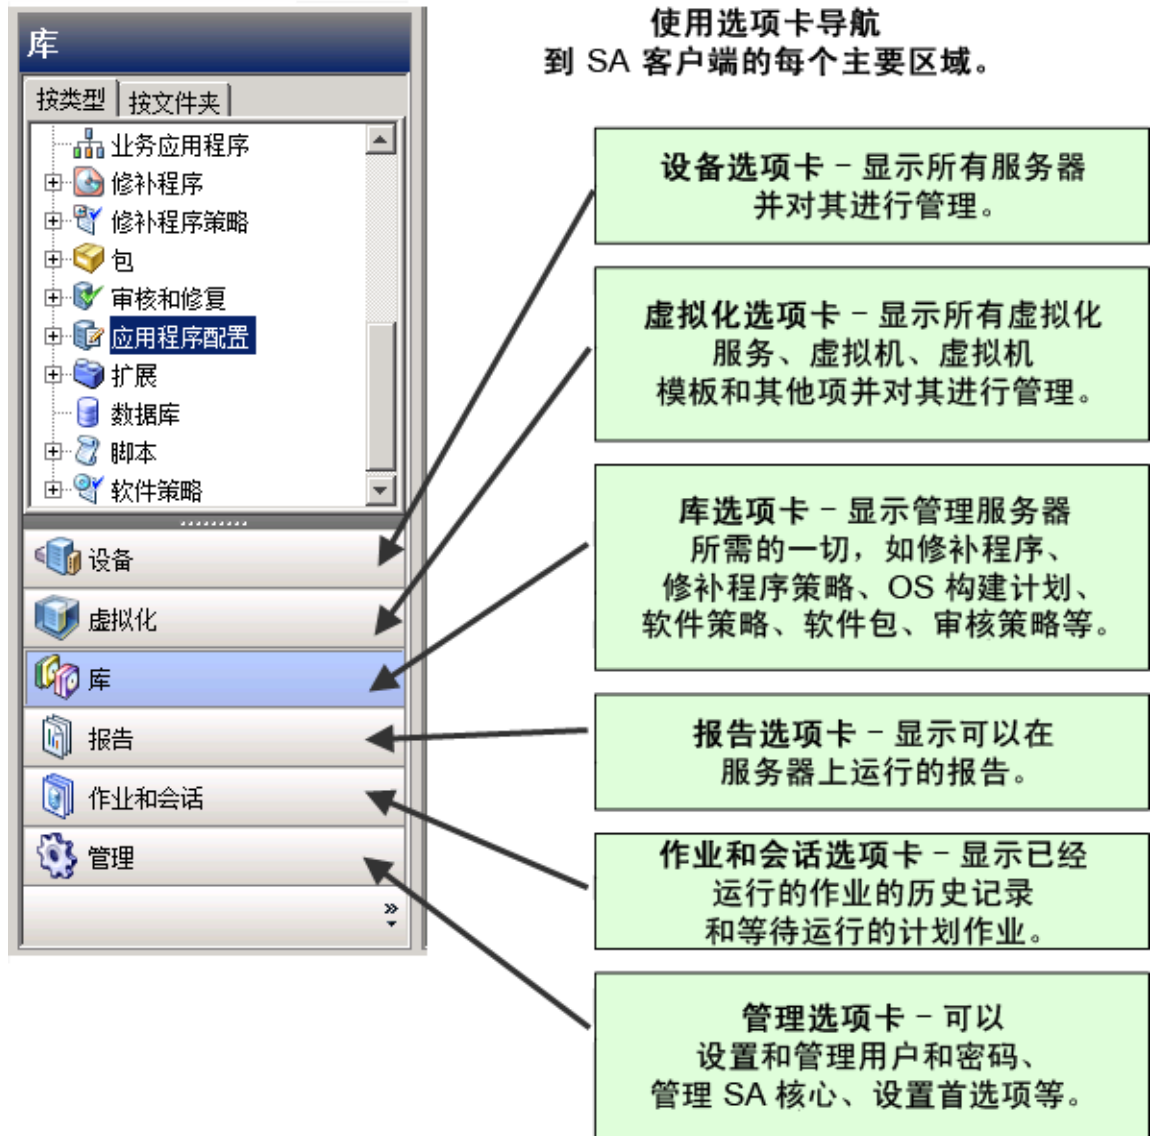 库
按类型
按文件夹
业务应用程序
修补程序
修补程序策略
包
审核和修复
应用程序配置
扩展
数据库
脚本
软件策略
设备
虚拟化
库
报告
作业和会话
管理
使用选项卡导航
到 SA 客户端的每个主要区域。
设备选项卡 – 显示所有服务器
并对其进行管理。
虚拟化选项卡 – 显示所有虚拟化
服务、虚拟机、虚拟机
模板和其他项并对其进行管理。
库选项卡 – 显示管理服务器
所需的一切，如修补程序、
修补程序策略、OS 构建计划、
软件策略、软件包、审核策略等。
报告选项卡 – 显示可以在
服务器上运行的报告。
作业和会话选项卡 – 显示已经
运行的作业的历史记录
和等待运行的计划作业。
管理选项卡 – 可以
设置和管理用户和密码、
管理 SA 核心、设置首选项等。